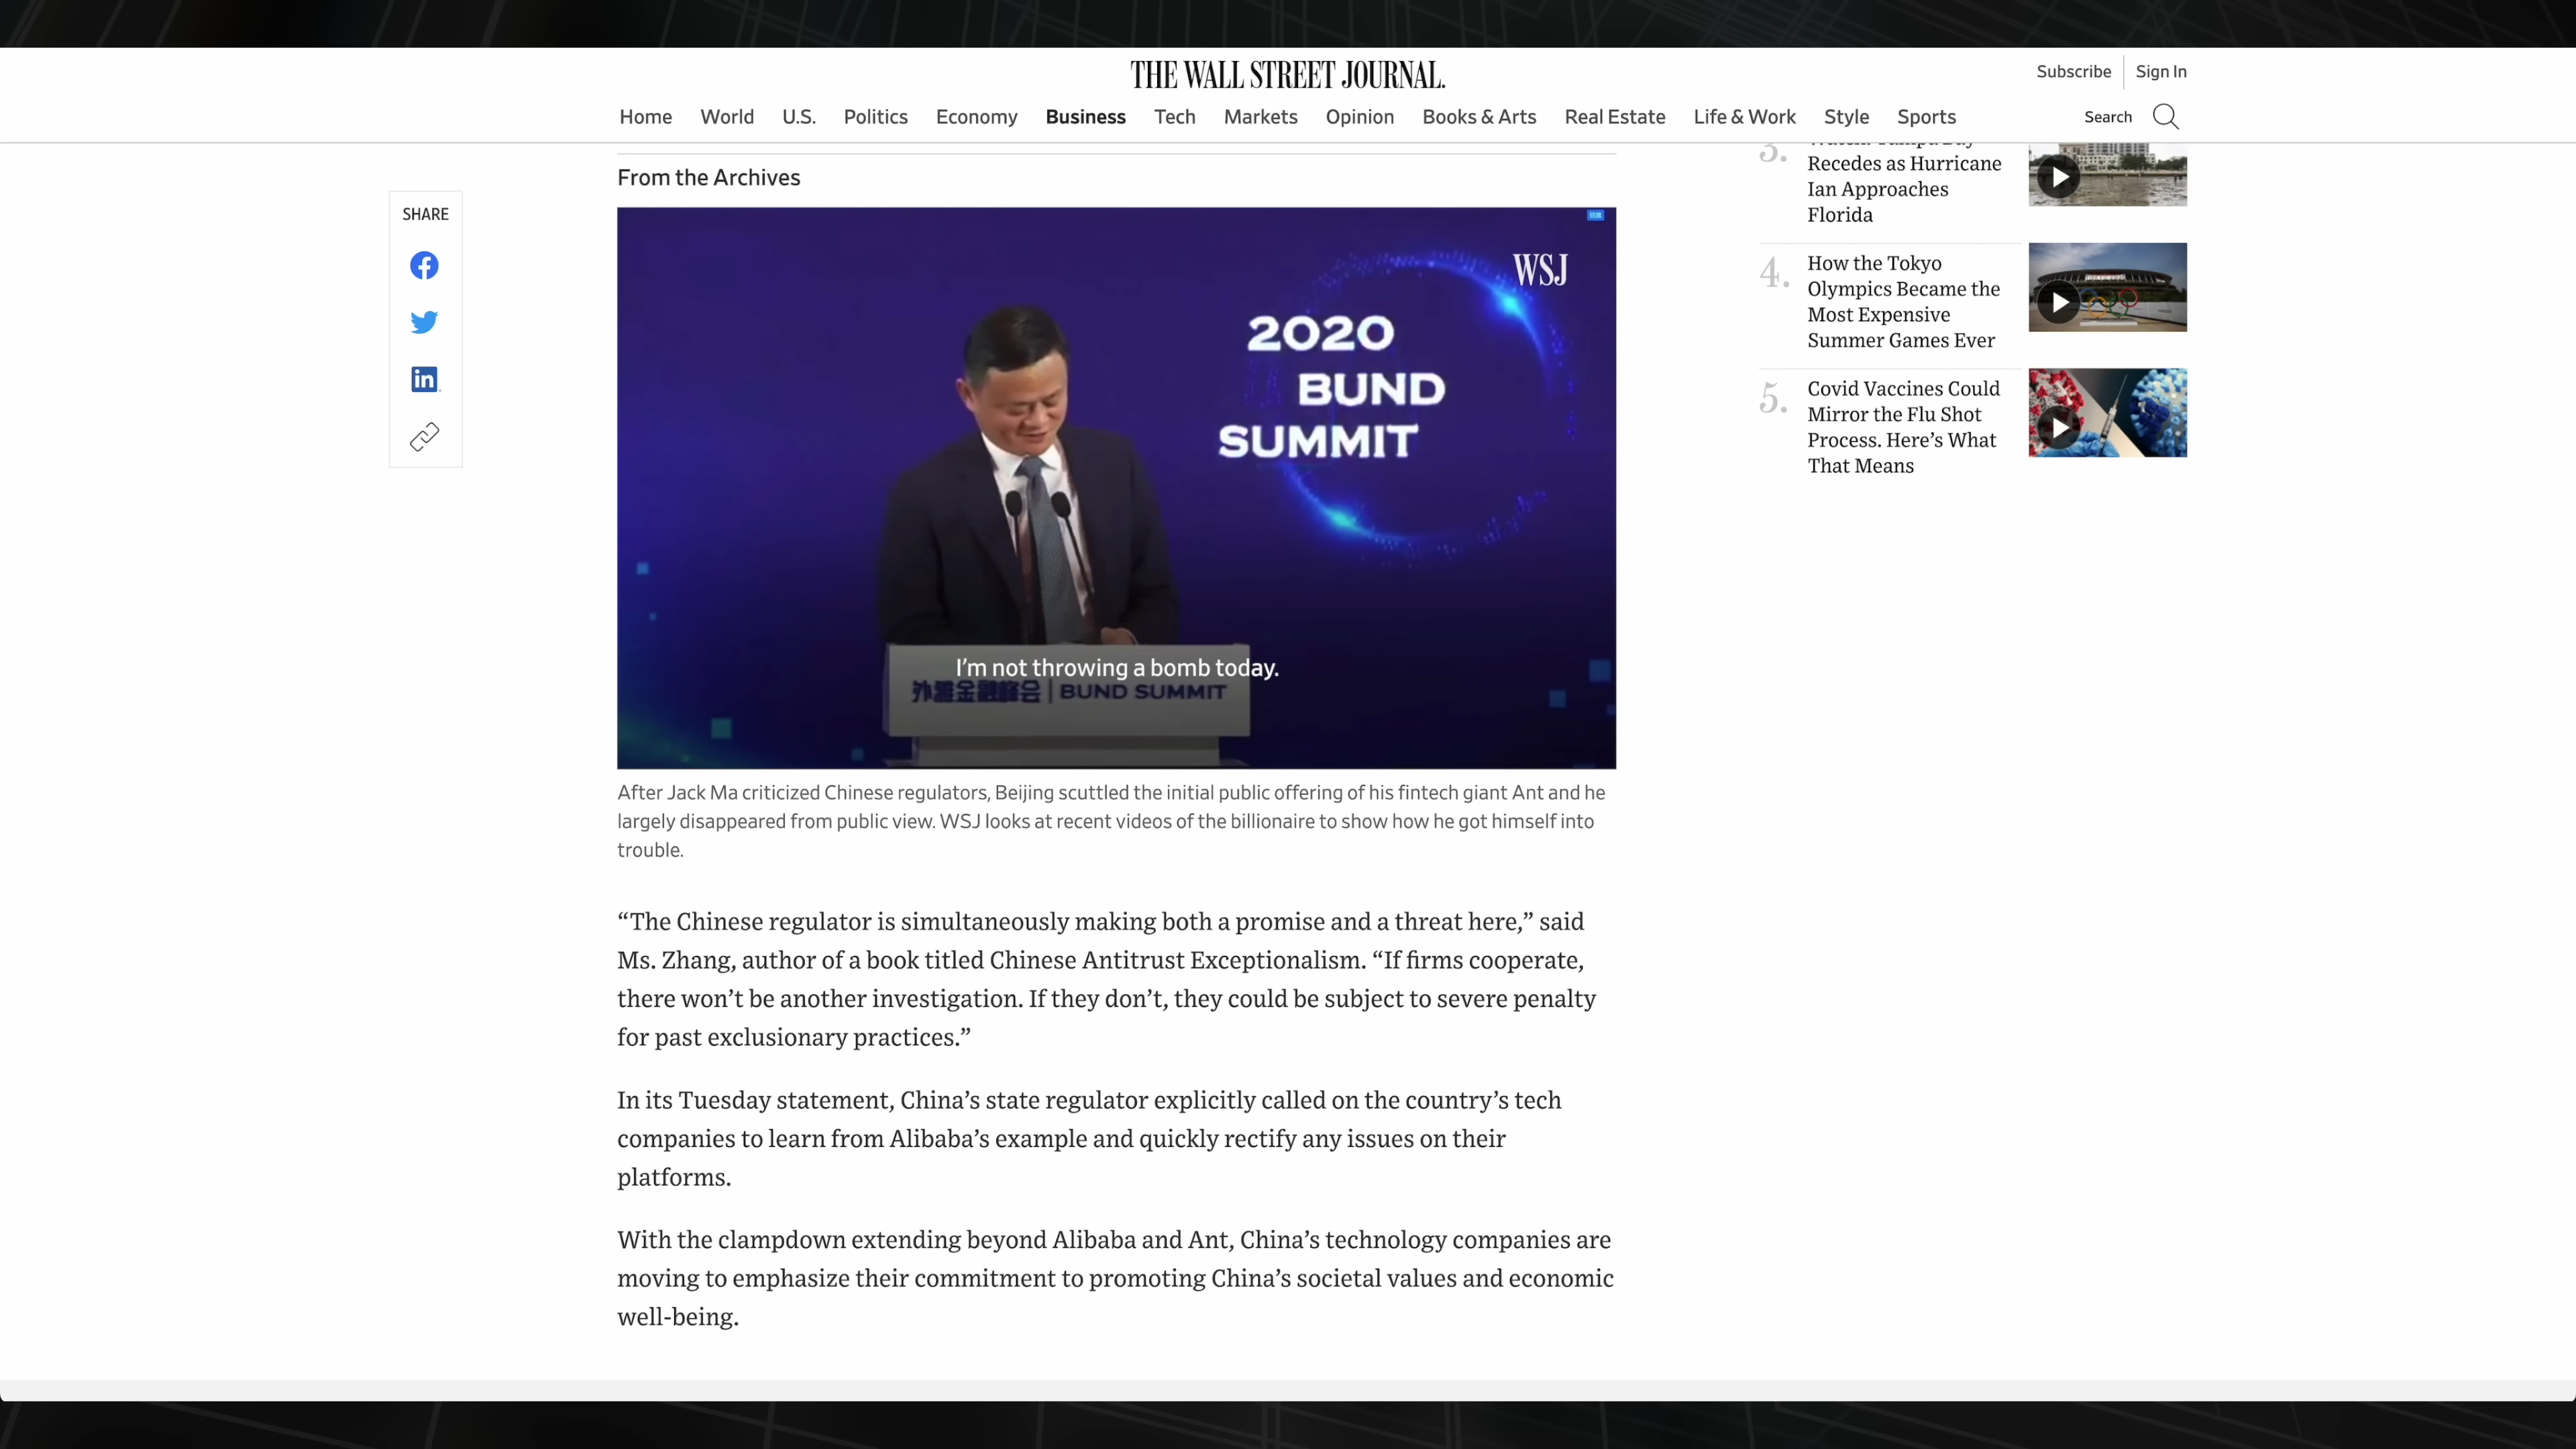 THE WALL STREET JOURNAL.
Subscribe
Sign In
Home World U.S. Politics Economy Business Tech Markets Opinion Books & Arts Real Estate Life & Work Style Sports
Search
SHARE
From the Archives
WSJ
2020
BUND
SUMMIT
I'm not throwing a bomb today.
外滩金融峰会 | BUND SUMMIT
After Jack Ma criticized Chinese regulators, Beijing scuttled the initial public offering of his fintech giant Ant and he
largely disappeared from public view. WSJ looks at recent videos of the billionaire to show how he got himself into
trouble.
“The Chinese regulator is simultaneously making both a promise and a threat here,” said
Ms. Zhang, author of a book titled Chinese Antitrust Exceptionalism. “If firms cooperate,
there won’t be another investigation. If they don’t, they could be subject to severe penalty
for past exclusionary practices.”
In its Tuesday statement, China’s state regulator explicitly called on the country’s tech
companies to learn from Alibaba’s example and quickly rectify any issues on their
platforms.
With the clampdown extending beyond Alibaba and Ant, China’s technology companies are
moving to emphasize their commitment to promoting China’s societal values and economic
well-being.
3.
Recedes as Hurricane
Ian Approaches
Florida
4.
How the Tokyo
Olympics Became the
Most Expensive
Summer Games Ever
5.
Covid Vaccines Could
Mirror the Flu Shot
Process. Here’s What
That Means